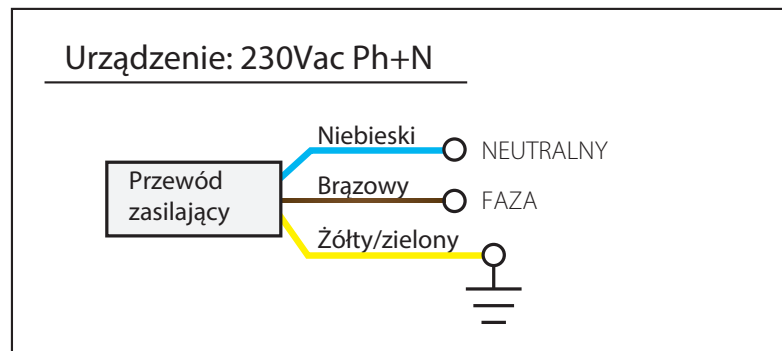 Urządzenie: 230Vac Ph+N
Niebieski
NEUTRALNY
Przewód
zasilający
Brązowy
FAZA
Żółty/zielony